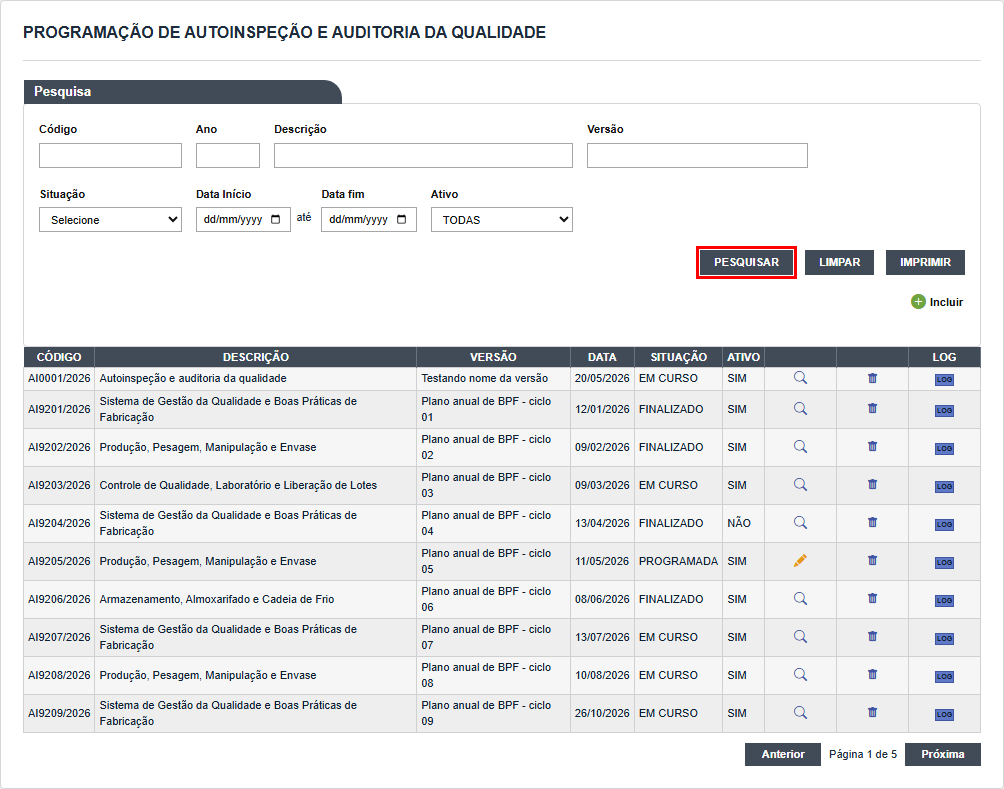 PROGRAMAÇÃO DE AUTOINSPEÇÃO E AUDITORIA DA QUALIDADE
Pesquisa
Código Ano Descrição Versão
Situação Data Início Data fim Ativo
Selecione dd/mm/yyyy até dd/mm/yyyy TODAS
PESQUISAR LIMPAR IMPRIMIR
Incluir
CÓDIGO DESCRIÇÃO VERSÃO DATA SITUAÇÃO ATIVO LOG
AI0001/2026 Autoinspeção e auditoria da qualidade Testando nome da versão 20/05/2026 EM CURSO SIM LOG
AI9201/2026 Sistema de Gestão da Qualidade e Boas Práticas de Fabricação Plano anual de BPF - ciclo 01 12/01/2026 FINALIZADO SIM LOG
AI9202/2026 Produção, Pesagem, Manipulação e Envase Plano anual de BPF - ciclo 02 09/02/2026 FINALIZADO SIM LOG
AI9203/2026 Controle de Qualidade, Laboratório e Liberação de Lotes Plano anual de BPF - ciclo 03 09/03/2026 EM CURSO SIM LOG
AI9204/2026 Sistema de Gestão da Qualidade e Boas Práticas de Fabricação Plano anual de BPF - ciclo 04 13/04/2026 FINALIZADO NÃO LOG
AI9205/2026 Produção, Pesagem, Manipulação e Envase Plano anual de BPF - ciclo 05 11/05/2026 PROGRAMADA SIM LOG
AI9206/2026 Armazenamento, Almoxarifado e Cadeia de Frio Plano anual de BPF - ciclo 06 08/06/2026 FINALIZADO SIM LOG
AI9207/2026 Sistema de Gestão da Qualidade e Boas Práticas de Fabricação Plano anual de BPF - ciclo 07 13/07/2026 EM CURSO SIM LOG
AI9208/2026 Produção, Pesagem, Manipulação e Envase Plano anual de BPF - ciclo 08 10/08/2026 EM CURSO SIM LOG
AI9209/2026 Sistema de Gestão da Qualidade e Boas Práticas de Fabricação Plano anual de BPF - ciclo 09 26/10/2026 EM CURSO SIM LOG
Anterior Página 1 de 5 Próxima